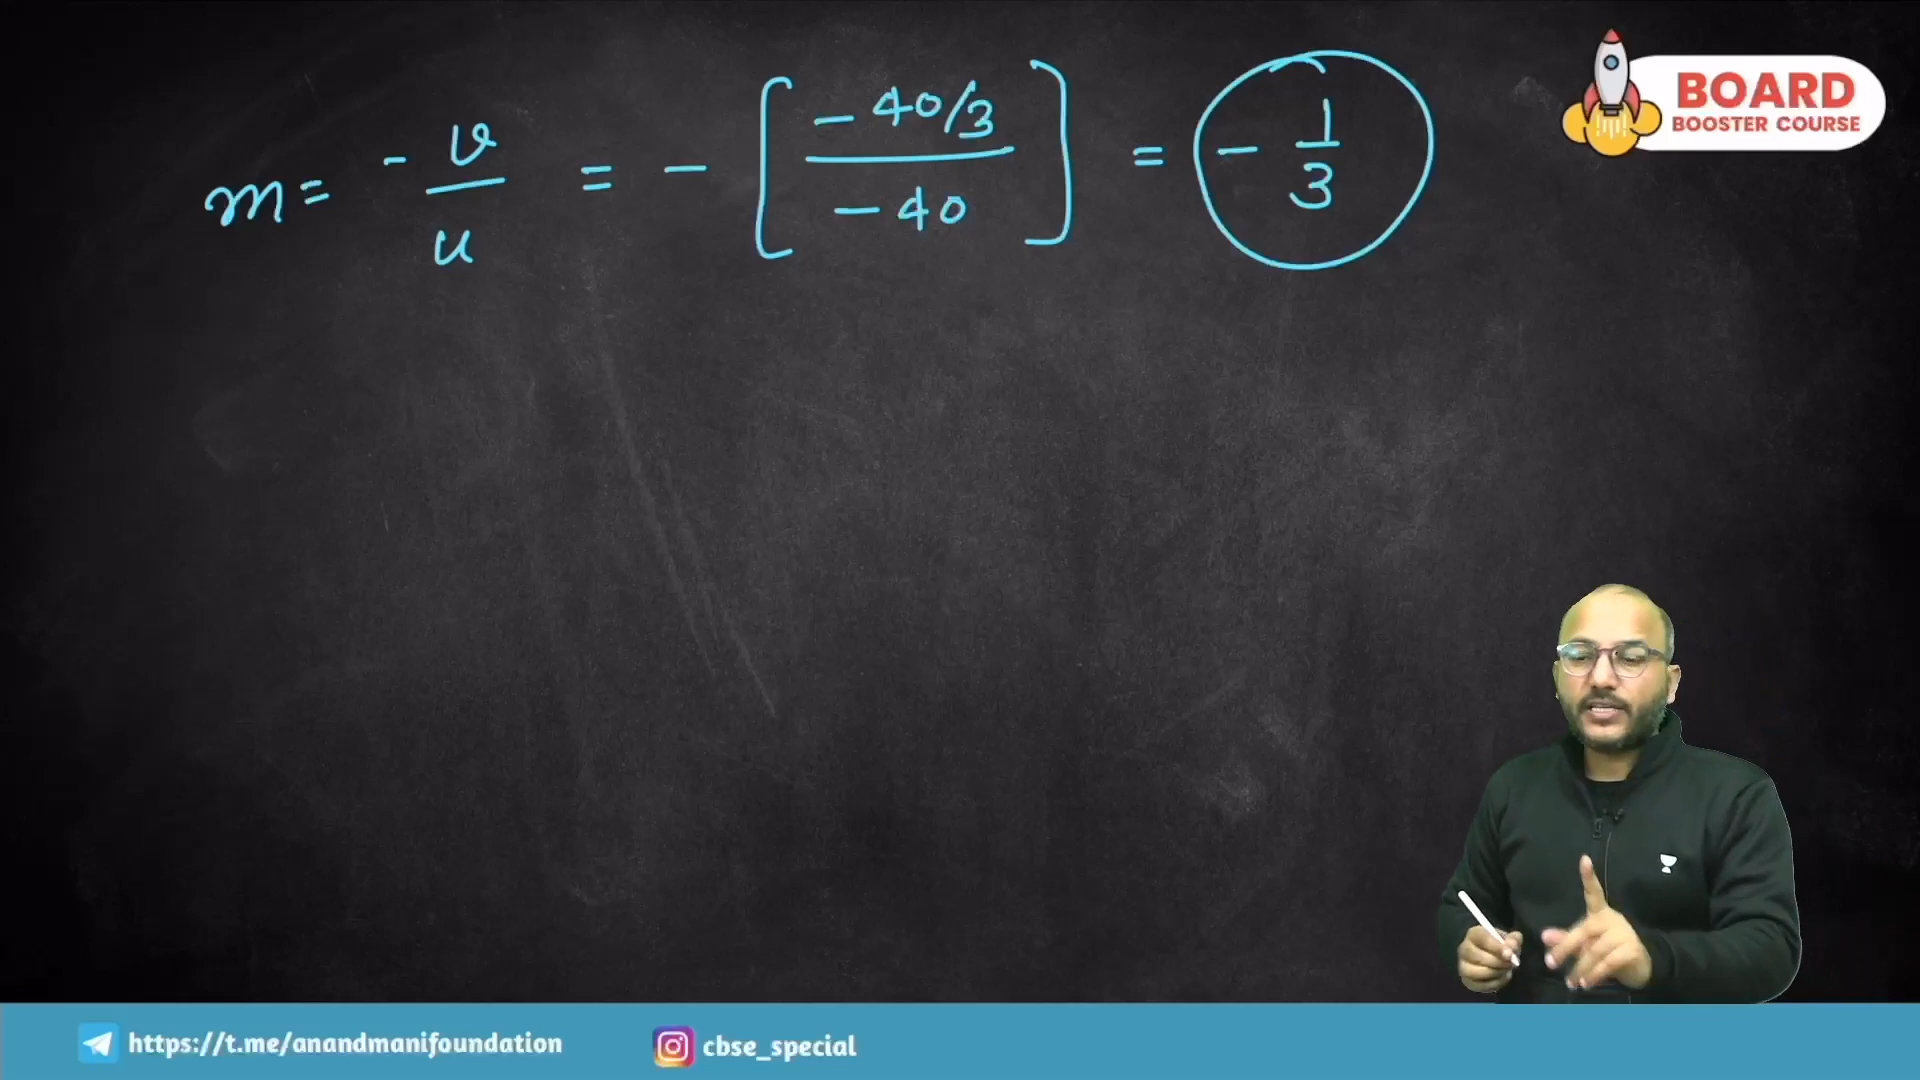 m = -v/u = - [ -40/3 / -40 ] = - 1/3
BOARD
BOOSTER COURSE
https://t.me/anandmanifoundation
cbse_special